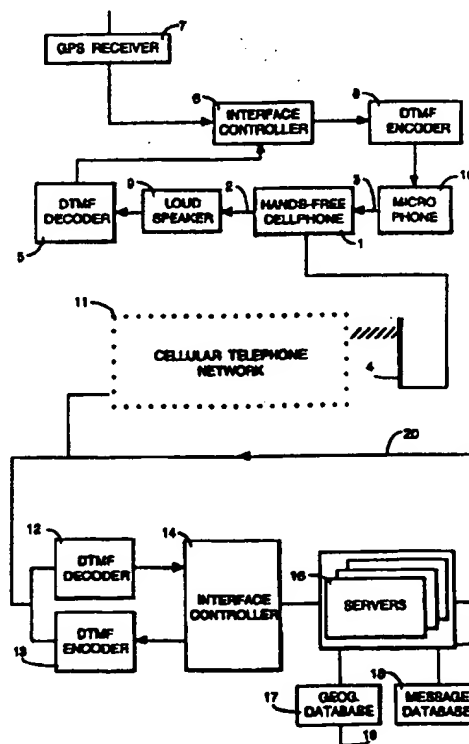 7
GPS RECEIVER
6
INTERFACE
CONTROLLER
8
DTMF
ENCODER
DTMF
DECODER
5
9
LOUD
SPEAKER
2
HANDS-FREE
CELLPHONE
1
3
MICRO
PHONE
10
11
CELLULAR TELEPHONE
NETWORK
4
20
12
DTMF
DECODER
14
INTERFACE
CONTROLLER
DTMF
ENCODER
13
16
SERVERS
17
GEOG.
DATABASE
18
MESSAGE
DATABASE
19